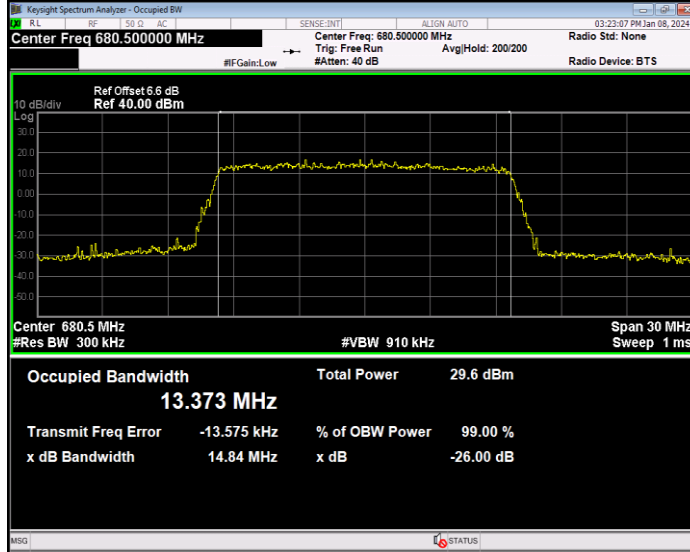 Keysight Spectrum Analyzer - Occupied BW
LXI RL RF 50 Ω AC SENSE:INT ALIGN AUTO 03:23:07 PM Jan 08, 2024
Center Freq 680.500000 MHz
Center Freq: 680.500000 MHz Radio Std: None
Trig: Free Run Avg|Hold: 200/200
#IFGain:Low #Atten: 40 dB Radio Device: BTS
Ref Offset 6.6 dB
10 dB/div Ref 40.00 dBm
Log
30.0
20.0
10.0
0.00
-10.0
-20.0
-30.0
-40.0
-50.0
Center 680.5 MHz Span 30 MHz
#Res BW 300 kHz #VBW 910 kHz Sweep 1 ms
Occupied Bandwidth Total Power 29.6 dBm
13.373 MHz
Transmit Freq Error -13.575 kHz % of OBW Power 99.00 %
x dB Bandwidth 14.84 MHz x dB -26.00 dB
MSG STATUS